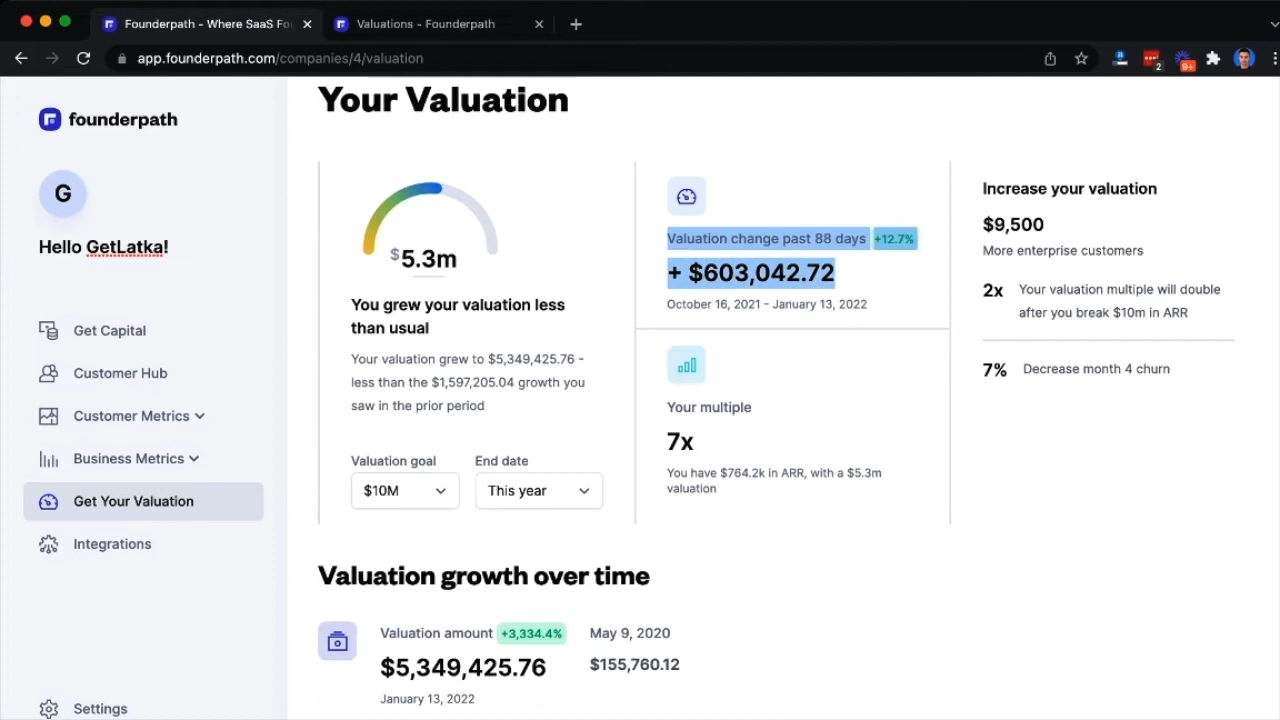 Founderpath - Where SaaS Fou
Valuations - Founderpath
app.founderpath.com/companies/4/valuation
2
9+
founderpath
G
Hello GetLatka!
Get Capital
Customer Hub
Customer Metrics
Business Metrics
Get Your Valuation
Integrations
Settings
Your Valuation
$5.3m
You grew your valuation less
than usual
Your valuation grew to $5,349,425.76 -
less than the $1,597,205.04 growth you
saw in the prior period
Valuation goal
End date
$10M
This year
Valuation change past 88 days +12.7%
+ $603,042.72
October 16, 2021 - January 13, 2022
Your multiple
7x
You have $764.2k in ARR, with a $5.3m
valuation
Increase your valuation
$9,500
More enterprise customers
2x Your valuation multiple will double
after you break $10m in ARR
7% Decrease month 4 churn
Valuation growth over time
Valuation amount +3,334.4%
$5,349,425.76
January 13, 2022
May 9, 2020
$155,760.12